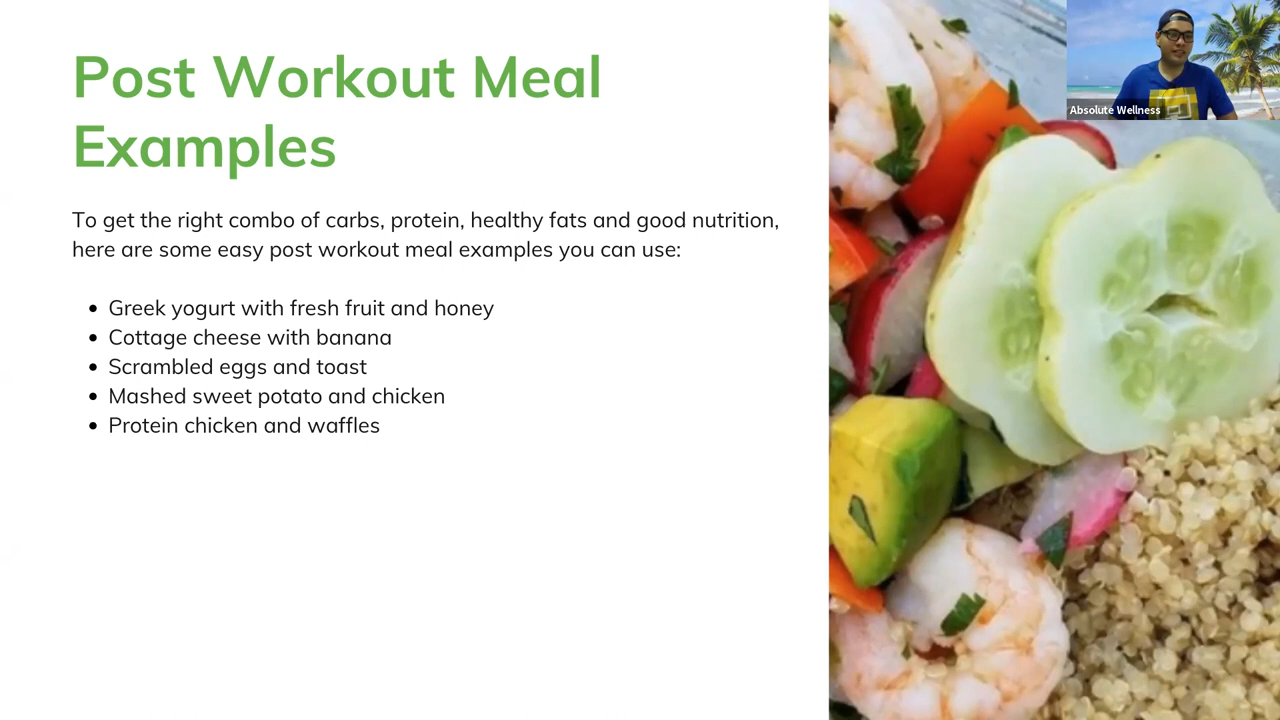 Post Workout Meal
Examples
To get the right combo of carbs, protein, healthy fats and good nutrition,
here are some easy post workout meal examples you can use:
• Greek yogurt with fresh fruit and honey
• Cottage cheese with banana
• Scrambled eggs and toast
• Mashed sweet potato and chicken
• Protein chicken and waffles
Absolute Wellness